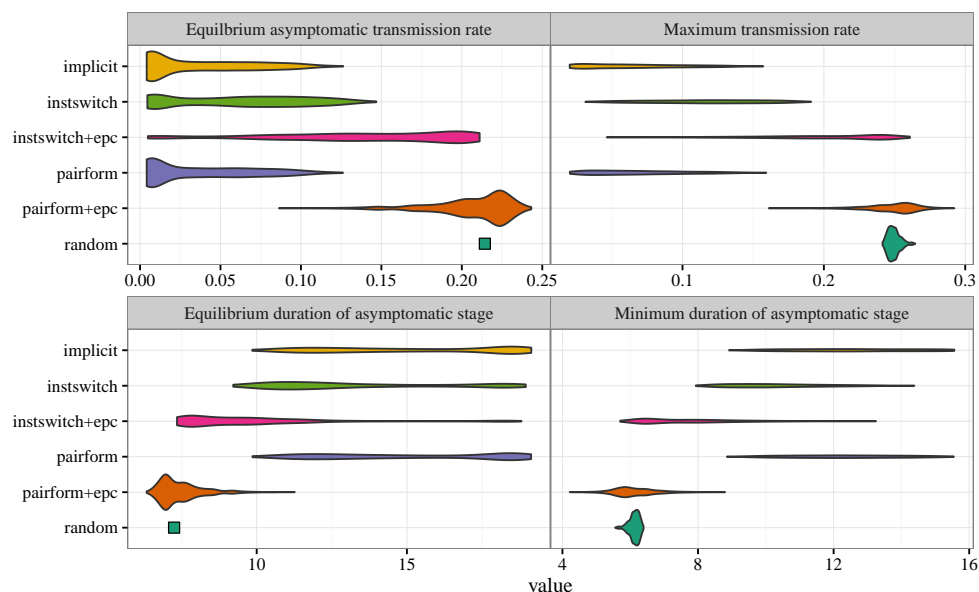 Equilbrium asymptomatic transmission rate
Maximum transmission rate
implicit
instswitch
instswitch+epc
pairform
pairform+epc
random
0.00 0.05 0.10 0.15 0.20 0.25
0.1 0.2 0.3
Equilibrium duration of asymptomatic stage
Minimum duration of asymptomatic stage
implicit
instswitch
instswitch+epc
pairform
pairform+epc
random
10 15
4 8 12 16
value